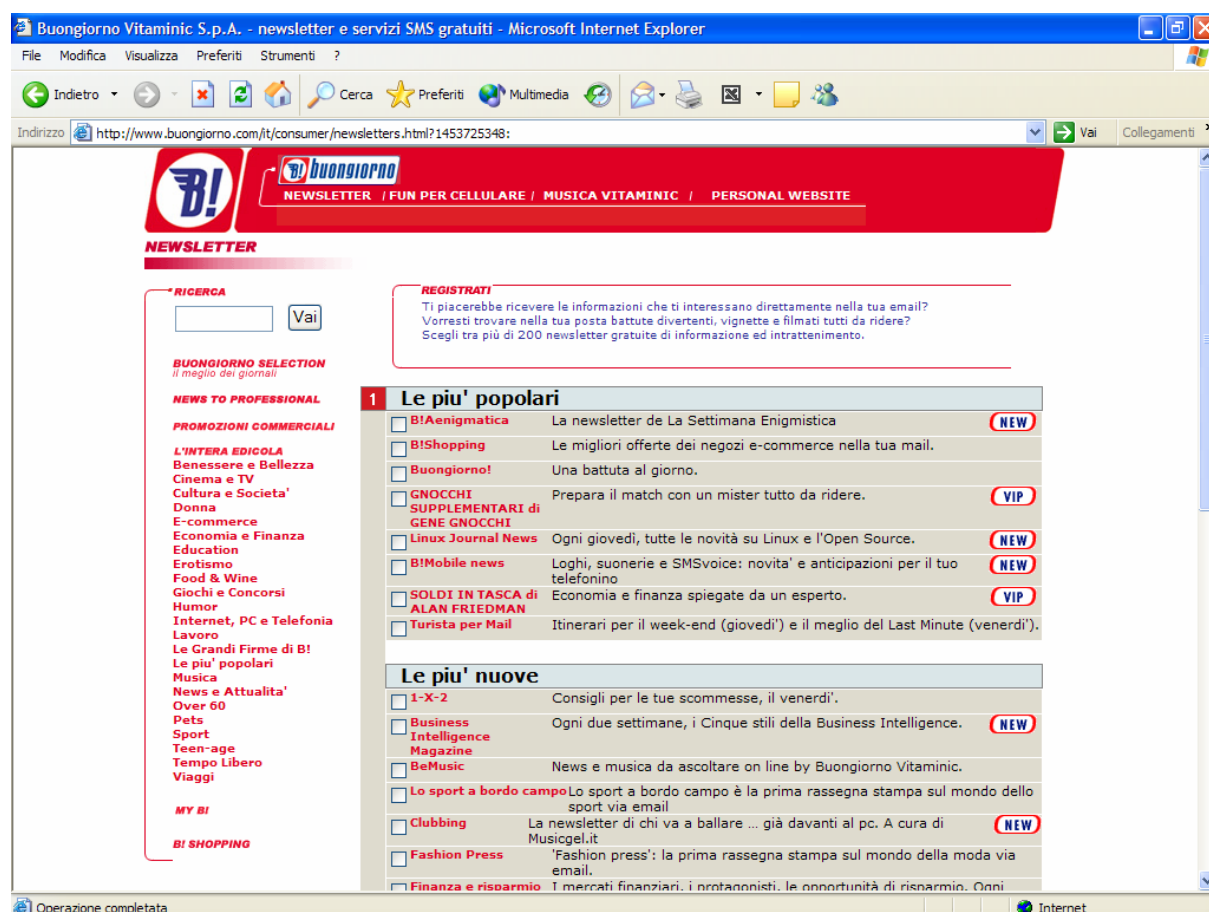 Buongiorno Vitaminic S.p.A. - newsletter e servizi SMS gratuiti - Microsoft Internet Explorer
File Modifica Visualizza Preferiti Strumenti ?
Indietro Cerca Preferiti Multimedia
Indirizzo http://www.buongiorno.com/it/consumer/newsletters.html?1453725348: Vai Collegamenti
B! B! buongiorno
NEWSLETTER / FUN PER CELLULARE / MUSICA VITAMINIC / PERSONAL WEBSITE
NEWSLETTER
RICERCA
Vai
BUONGIORNO SELECTION
il meglio dei giornali
NEWS TO PROFESSIONAL
PROMOZIONI COMMERCIALI
L'INTERA EDICOLA
Benessere e Bellezza
Cinema e TV
Cultura e Societa'
Donna
E-commerce
Economia e Finanza
Education
Erotismo
Food & Wine
Giochi e Concorsi
Humor
Internet, PC e Telefonia
Lavoro
Le Grandi Firme di B!
Le piu' popolari
Musica
News e Attualita'
Over 60
Pets
Sport
Teen-age
Tempo Libero
Viaggi
MY B!
B! SHOPPING
REGISTRATI
Ti piacerebbe ricevere le informazioni che ti interessano direttamente nella tua email?
Vorresti trovare nella tua posta battute divertenti, vignette e filmati tutti da ridere?
Scegli tra più di 200 newsletter gratuite di informazione ed intrattenimento.
1 Le piu' popolari
B!Aenigmatica La newsletter de La Settimana Enigmistica NEW
B!Shopping Le migliori offerte dei negozi e-commerce nella tua mail.
Buongiorno! Una battuta al giorno.
GNOCCHI Prepara il match con un mister tutto da ridere. VIP
SUPPLEMENTARI di
GENE GNOCCHI
Linux Journal News Ogni giovedì, tutte le novità su Linux e l'Open Source. NEW
B!Mobile news Loghi, suonerie e SMSvoice: novita' e anticipazioni per il tuo NEW
telefonino
SOLDI IN TASCA di Economia e finanza spiegate da un esperto. VIP
ALAN FRIEDMAN
Turista per Mail Itinerari per il week-end (giovedi') e il meglio del Last Minute (venerdi').
Le piu' nuove
1-X-2 Consigli per le tue scommesse, il venerdi'.
Business Ogni due settimane, i Cinque stili della Business Intelligence. NEW
Intelligence
Magazine
BeMusic News e musica da ascoltare on line by Buongiorno Vitaminic.
Lo sport a bordo campo Lo sport a bordo campo è la prima rassegna stampa sul mondo dello
sport via email
Clubbing La newsletter di chi va a ballare ... già davanti al pc. A cura di NEW
Musicgel.it
Fashion Press 'Fashion press': la prima rassegna stampa sul mondo della moda via
email.
Finanza e risparmio I mercati finanziari, i protagonisti, le opportunità di risparmio. Ogni
Operazione completata Internet